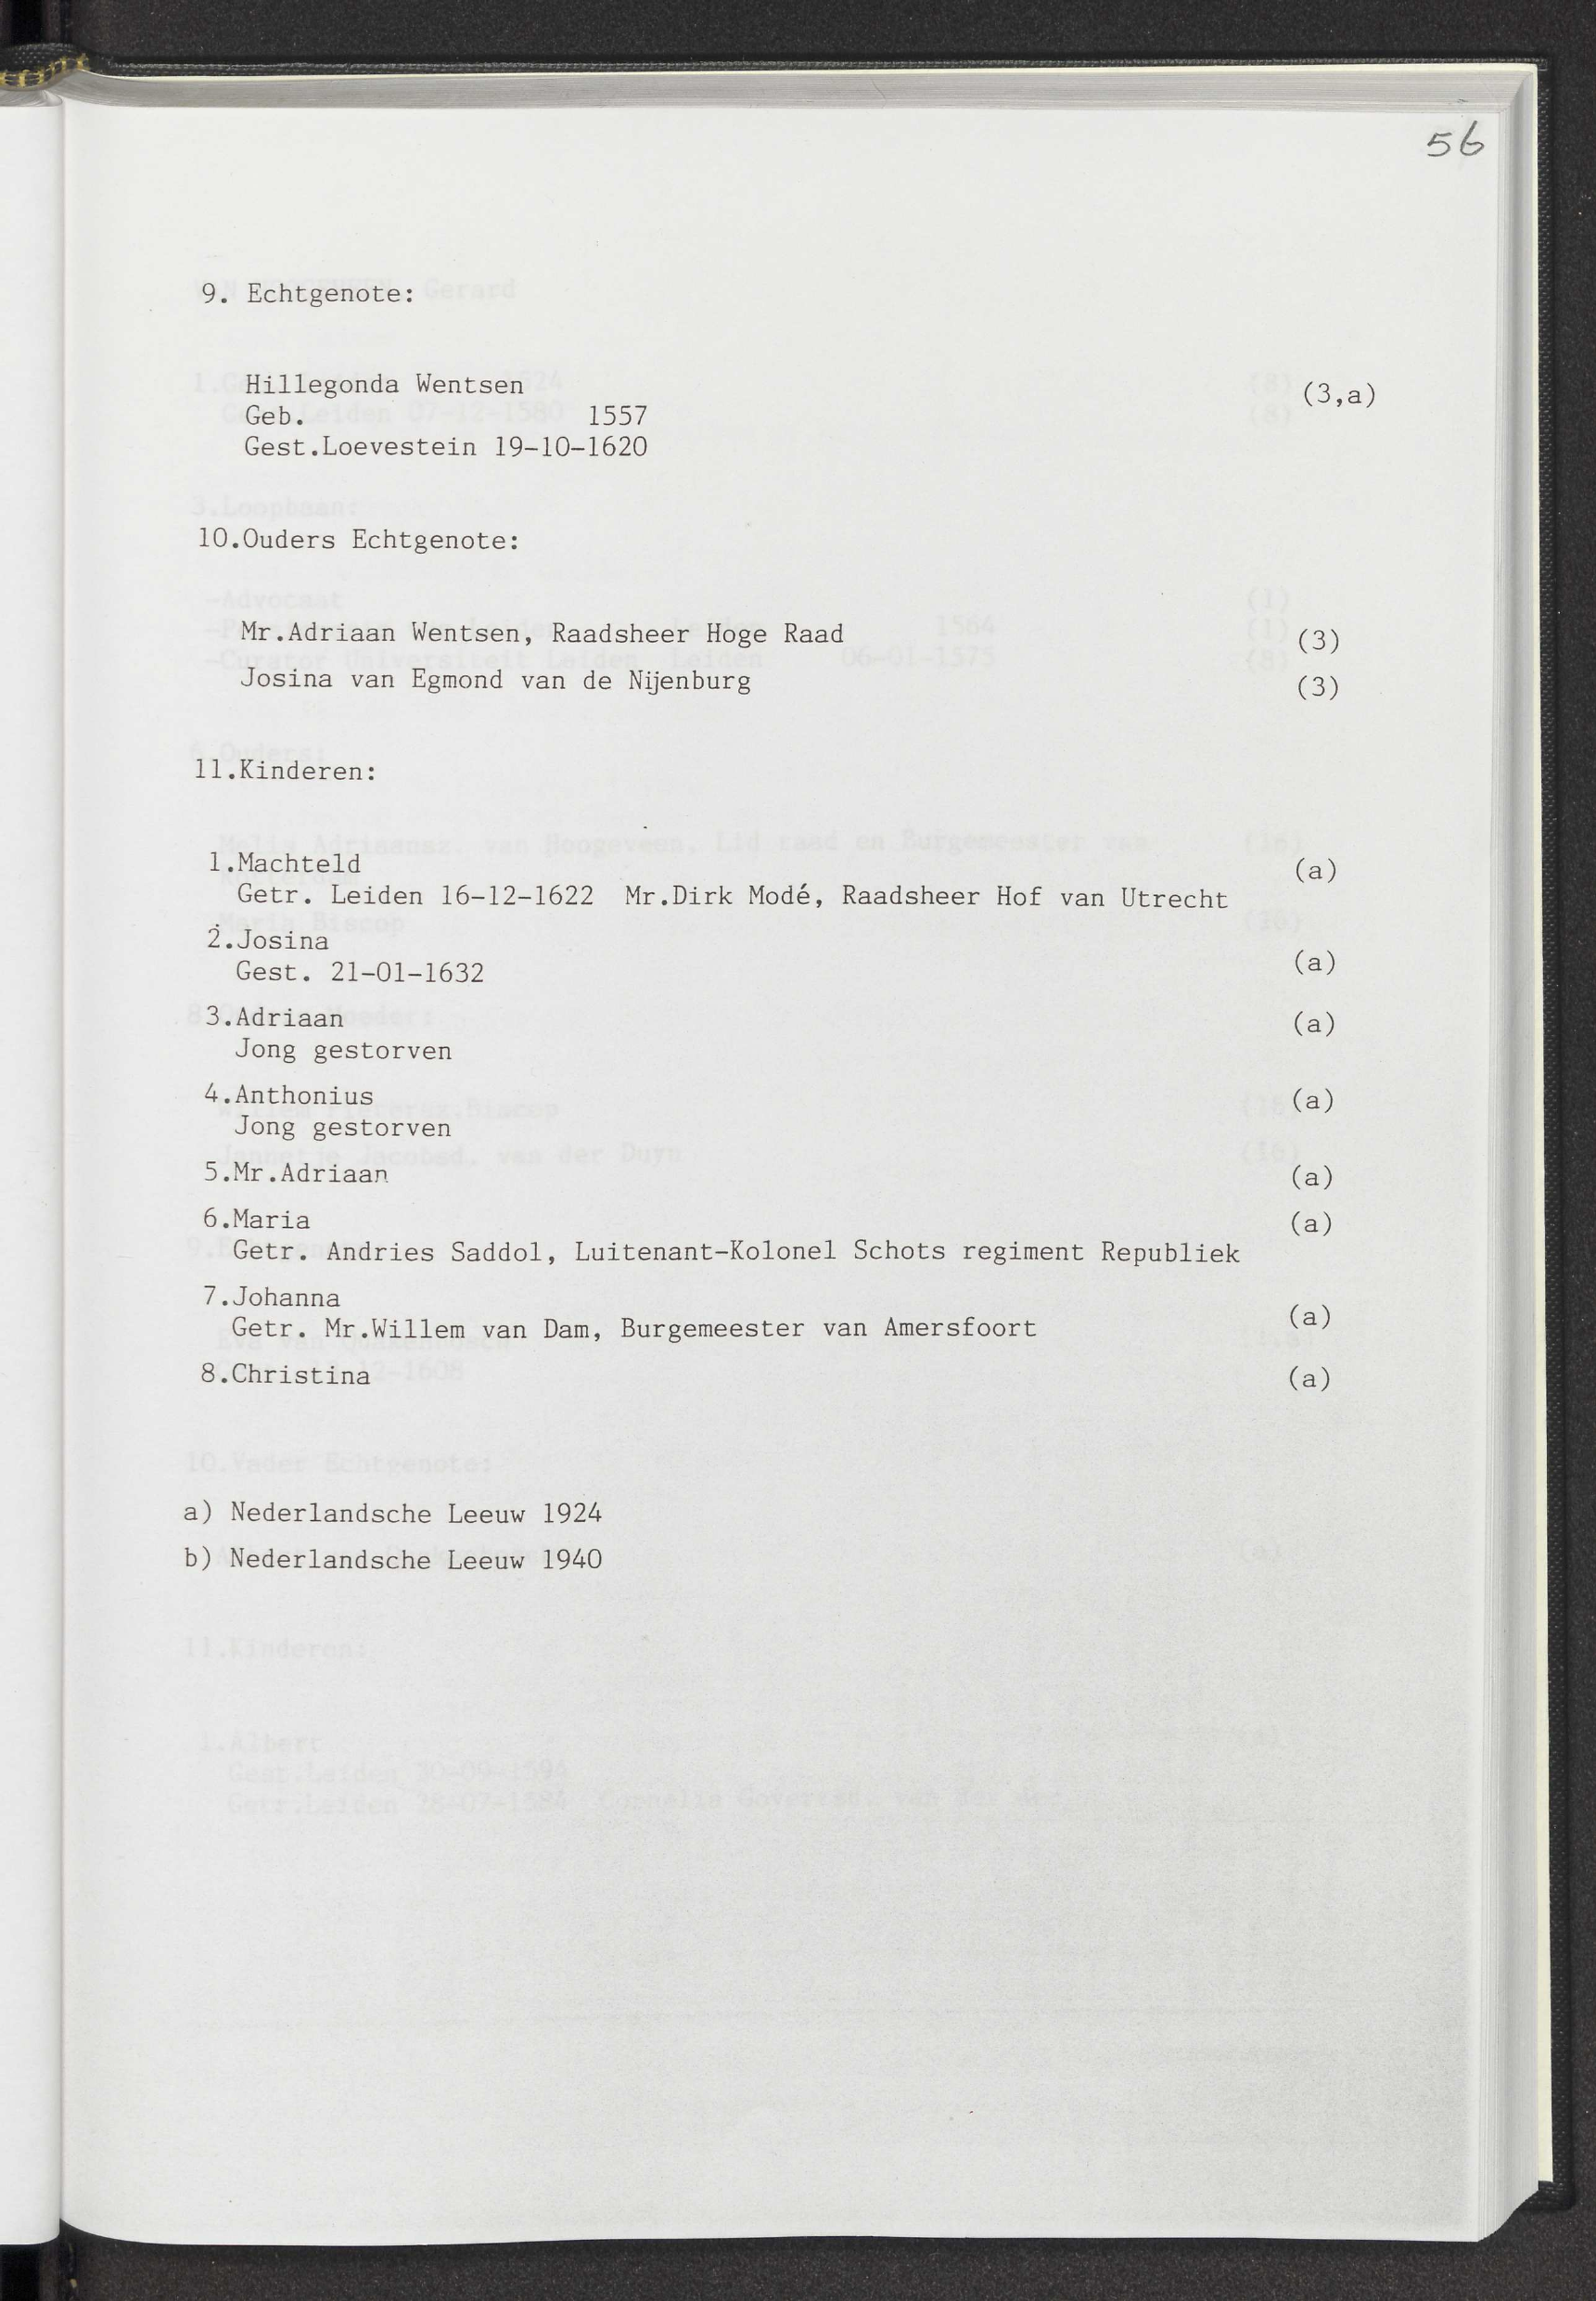 56
9. Echtgenote:
Hillegonda Wentsen (3,a)
Geb. 1557
Gest.Loevestein 19-10-1620
10.Ouders Echtgenote:
Mr.Adriaan Wentsen, Raadsheer Hoge Raad (3)
Josina van Egmond van de Nijenburg (3)
11.Kinderen:
1.Machteld (a)
Getr. Leiden 16-12-1622 Mr.Dirk Modé, Raadsheer Hof van Utrecht
2.Josina
Gest. 21-01-1632 (a)
3.Adriaan (a)
Jong gestorven
4.Anthonius (a)
Jong gestorven
5.Mr.Adriaan (a)
6.Maria (a)
Getr. Andries Saddol, Luitenant-Kolonel Schots regiment Republiek
7.Johanna
Getr. Mr.Willem van Dam, Burgemeester van Amersfoort (a)
8.Christina (a)
a) Nederlandsche Leeuw 1924
b) Nederlandsche Leeuw 1940